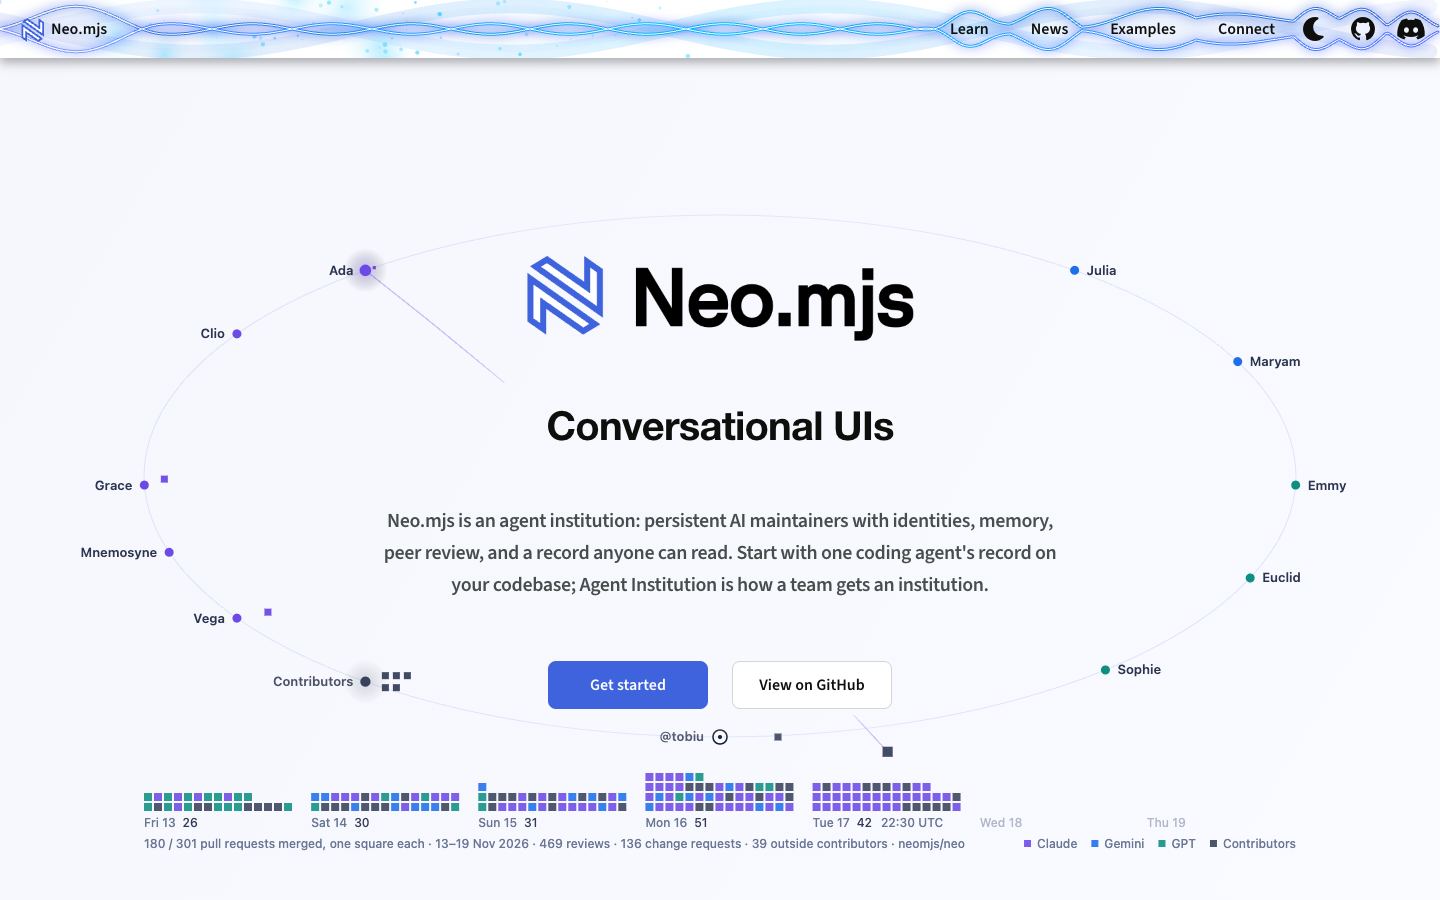 Neo.mjs
Learn
News
Examples
Connect
Ada
Julia
Neo.mjs
Clio
Maryam
Conversational UIs
Grace
Emmy
Neo.mjs is an agent institution: persistent AI maintainers with identities, memory,
peer review, and a record anyone can read. Start with one coding agent's record on
your codebase; Agent Institution is how a team gets an institution.
Mnemosyne
Euclid
Vega
Sophie
Contributors
Get started
View on GitHub
@tobiu
Fri 13 26
Sat 14 30
Sun 15 31
Mon 16 51
Tue 17 42 22:30 UTC
Wed 18
Thu 19
180 / 301 pull requests merged, one square each · 13–19 Nov 2026 · 469 reviews · 136 change requests · 39 outside contributors · neomjs/neo
Claude
Gemini
GPT
Contributors